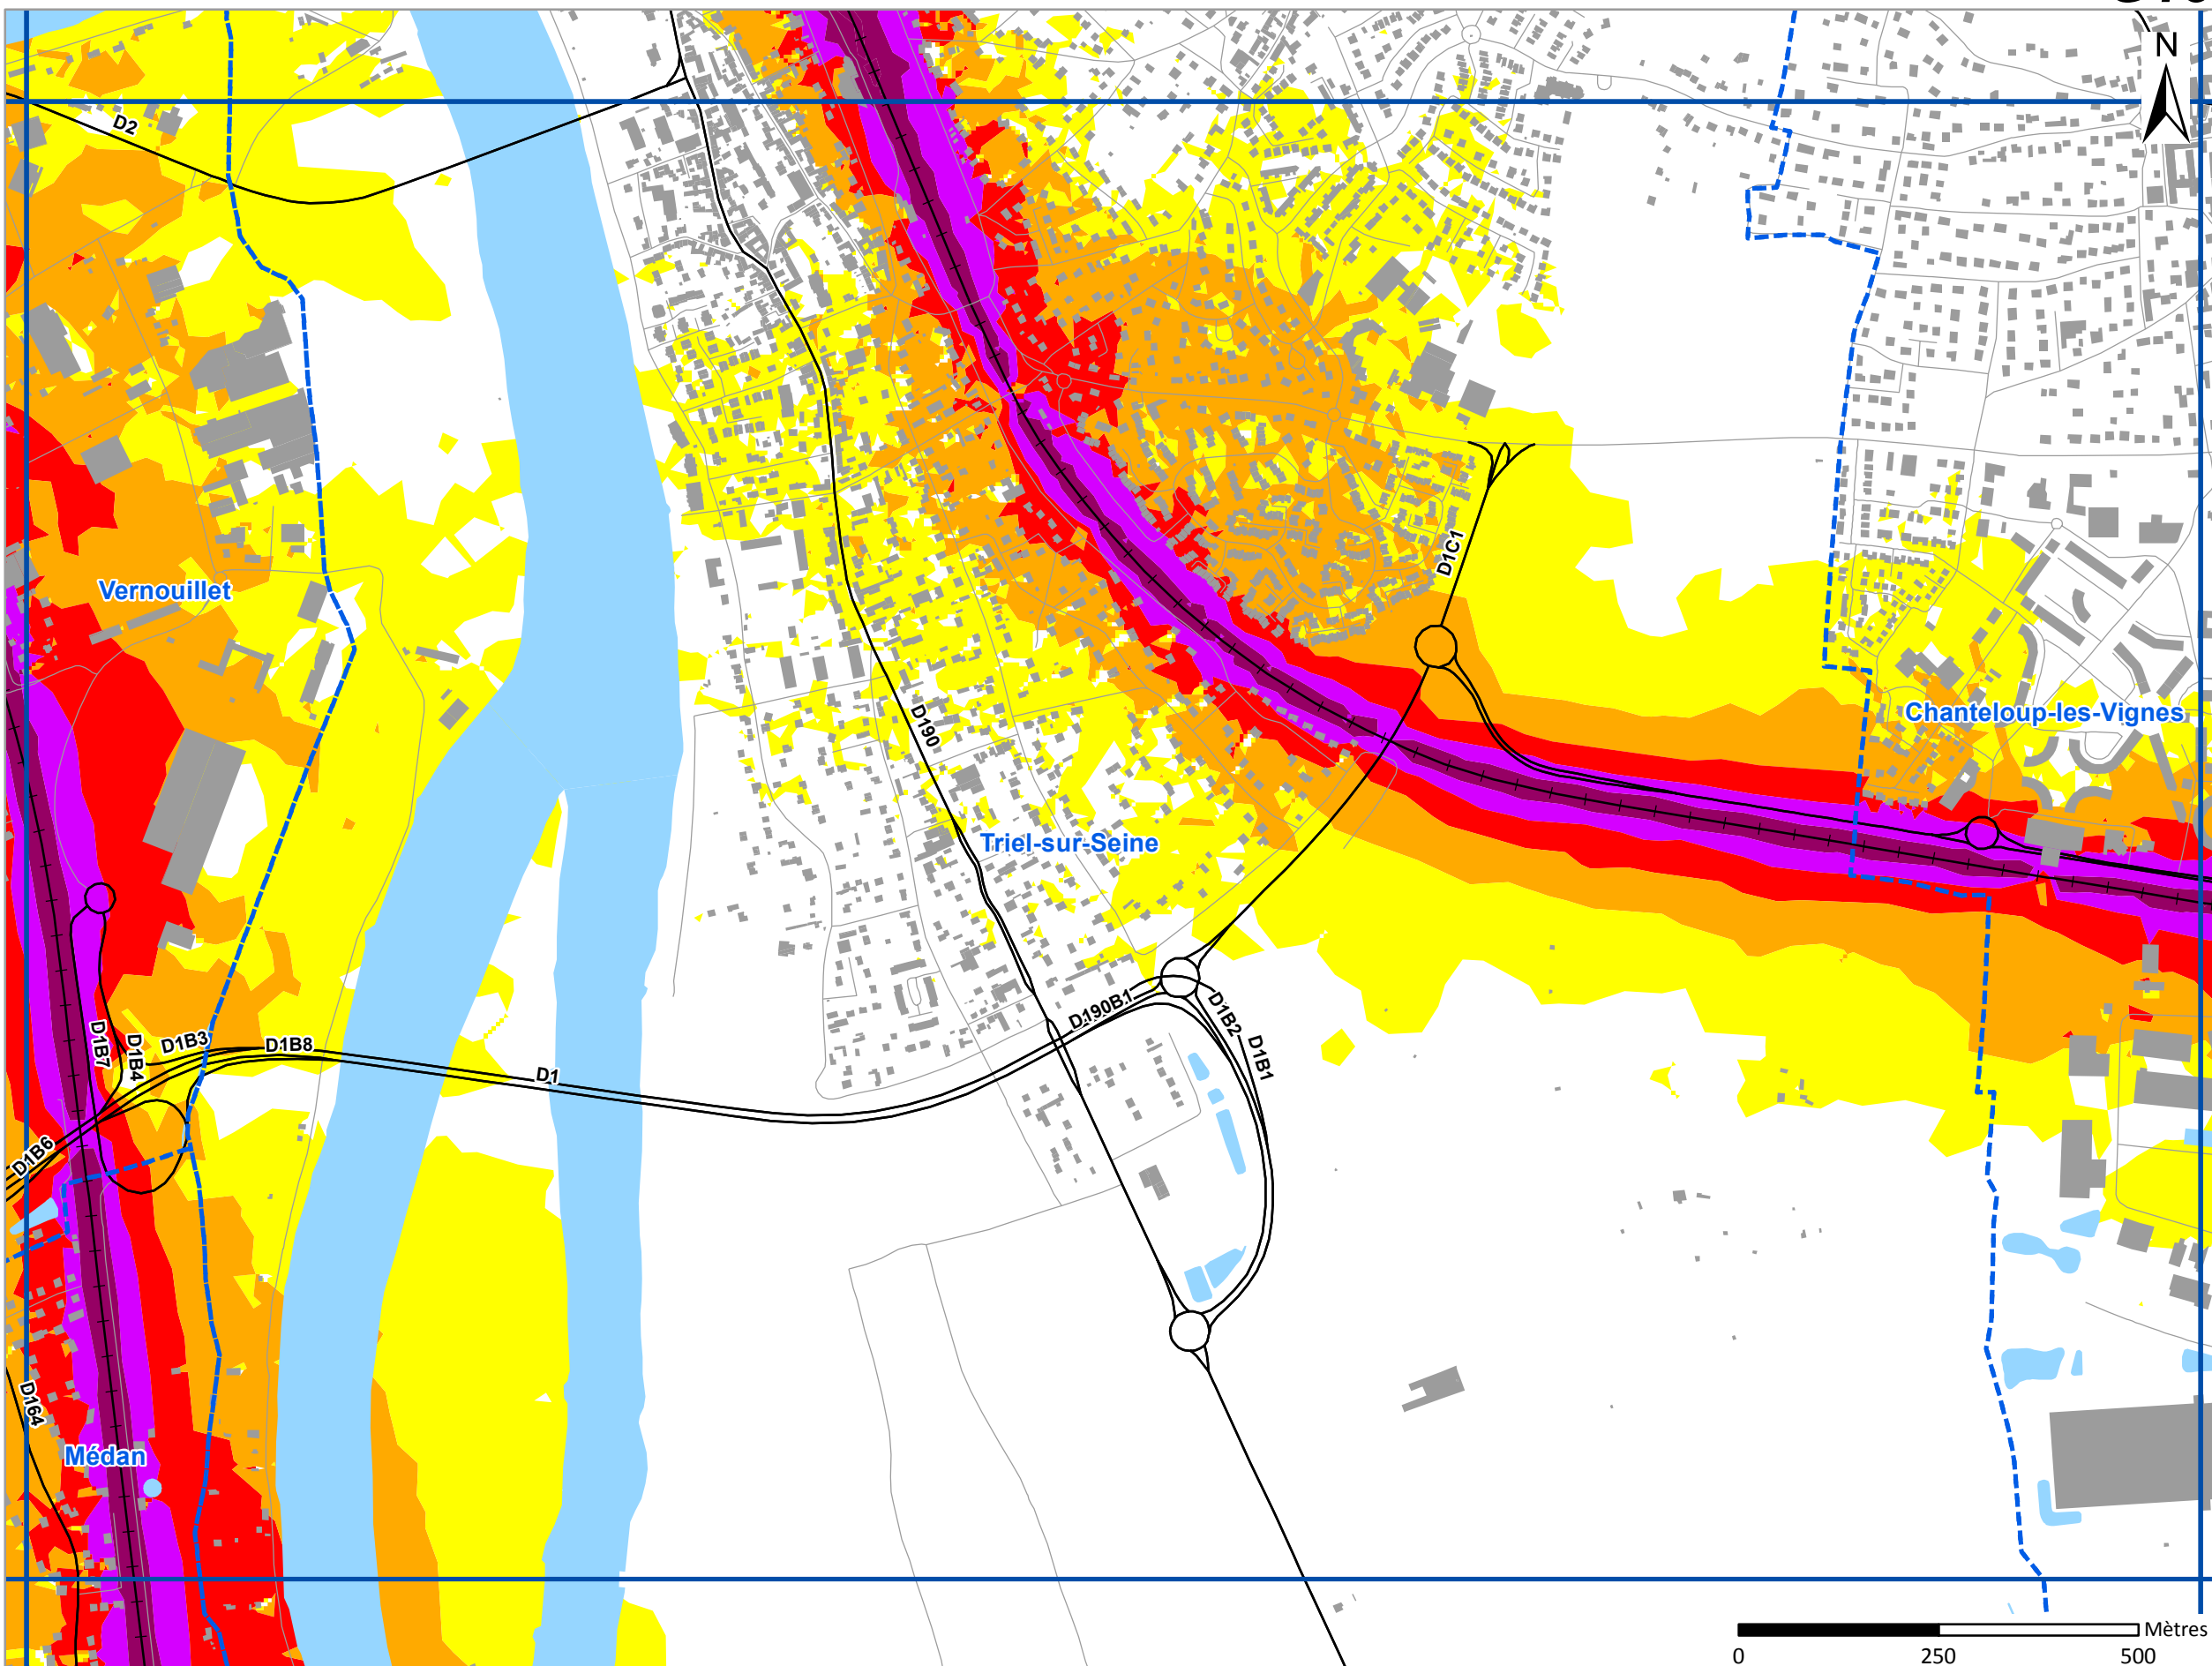 N
D2
D1C1
Vernouillet
Chanteloup-les-Vignes
D190
Triel-sur-Seine
D190B1
D1B2
D1B1
D1B7
D1B4
D1B3
D1B8
D1
D1B6
D164
Médan
Mètres
0 250 500